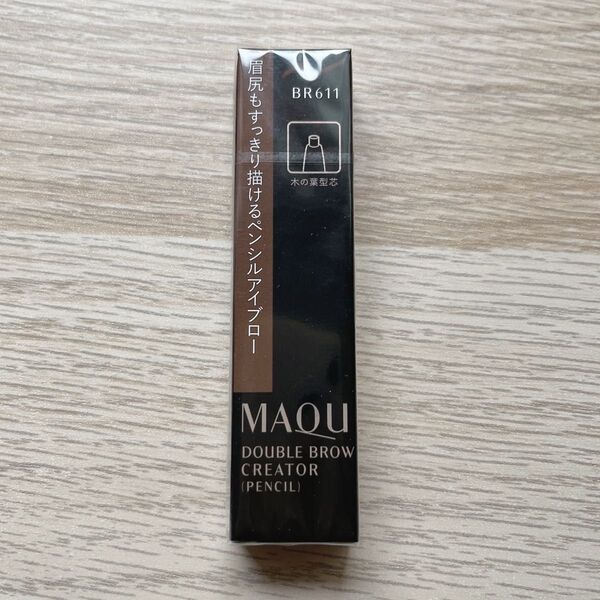 眉尻もすっきり描けるペンシルアイブロー
BR611
木の葉型芯
MAQU
DOUBLE BROW
CREATOR
(PENCIL)